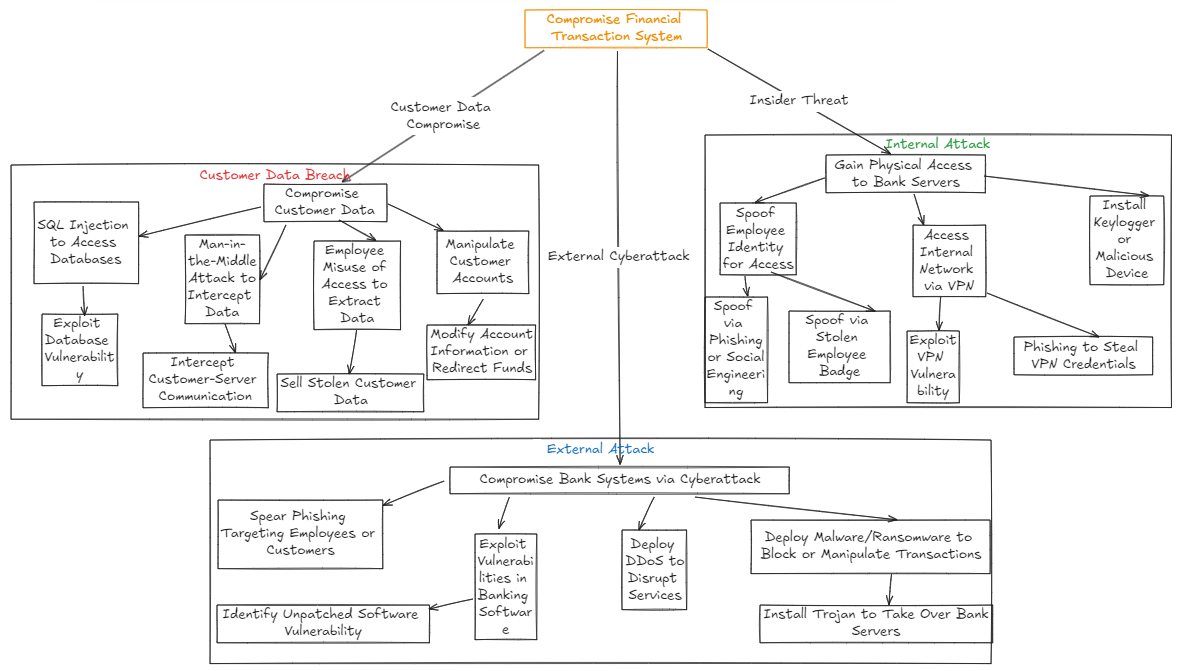 Compromise Financial
Transaction System
Customer Data
Compromise
Insider Threat
External Cyberattack
Customer Data Breach
Compromise
Customer Data
SQL Injection
to Access
Databases
Man-in-
the-Middle
Attack to
Intercept
Data
Employee
Misuse of
Access to
Extract
Data
Manipulate
Customer
Accounts
Exploit
Database
Vulnerabilit
y
Intercept
Customer-Server
Communication
Sell Stolen Customer
Data
Modify Account
Information or
Redirect Funds
Internal Attack
Gain Physical Access
to Bank Servers
Spoof
Employee
Identity
for Access
Access
Internal
Network
via VPN
Install
Keylogger
or
Malicious
Device
Spoof
via
Phishing
or Social
Engineeri
ng
Spoof via
Stolen
Employee
Badge
Exploit
VPN
Vulnera
bility
Phishing to Steal
VPN Credentials
External Attack
Compromise Bank Systems via Cyberattack
Spear Phishing
Targeting Employees or
Customers
Exploit
Vulnerabi
lities in
Banking
Softwar
e
Deploy
DDoS to
Disrupt
Services
Deploy Malware/Ransomware to
Block or Manipulate Transactions
Identify Unpatched Software
Vulnerability
Install Trojan to Take Over Bank
Servers